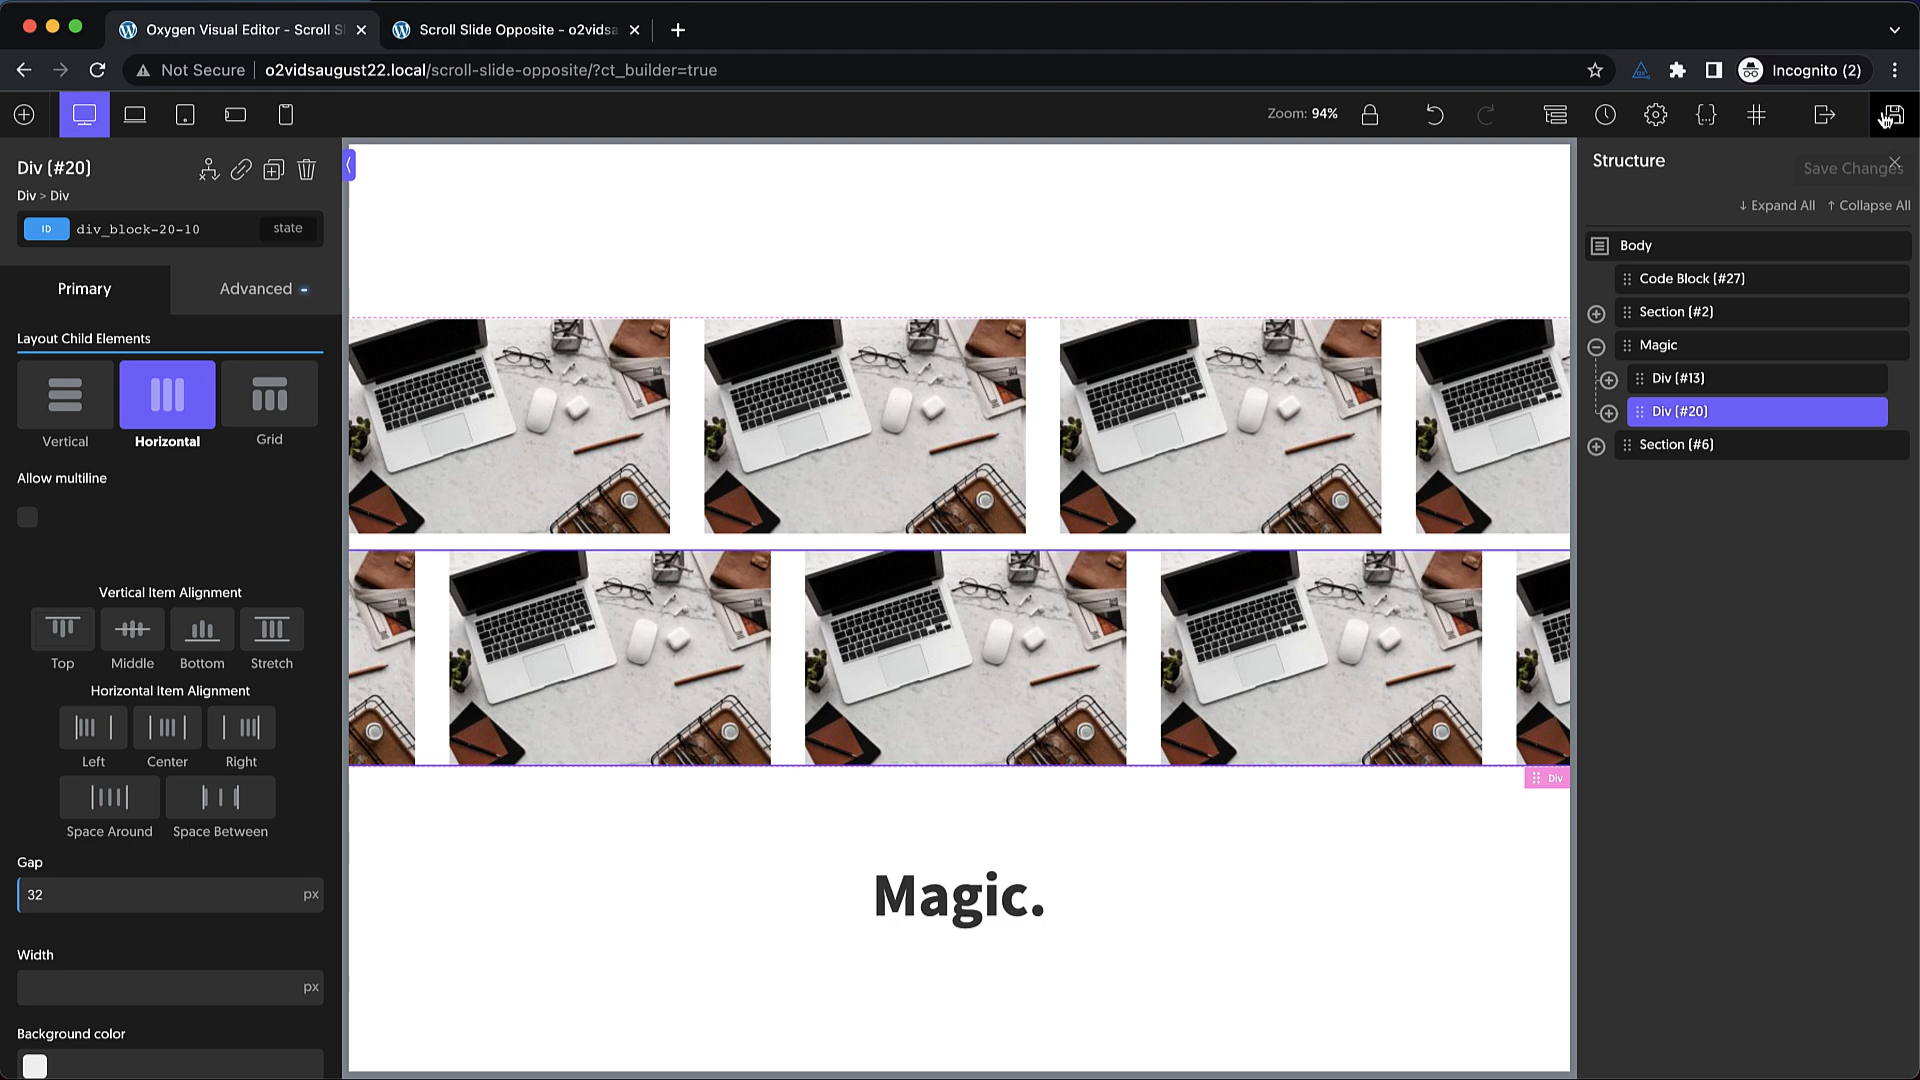 Oxygen Visual Editor - Scroll Sl
Scroll Slide Opposite - o2vidsa
Not Secure
o2vidsaugust22.local/scroll-slide-opposite/?ct_builder=true
Incognito (2)
Zoom: 94%
Div (#20)
Div > Div
ID
div_block-20-10
state
Primary
Advanced
Layout Child Elements
Vertical
Horizontal
Grid
Allow multiline
Vertical Item Alignment
Top
Middle
Bottom
Stretch
Horizontal Item Alignment
Left
Center
Right
Space Around
Space Between
Gap
32
px
Width
px
Background color
Div
Magic.
Structure
Save Changes
↓ Expand All
↑ Collapse All
Body
Code Block (#27)
Section (#2)
Magic
Div (#13)
Div (#20)
Section (#6)